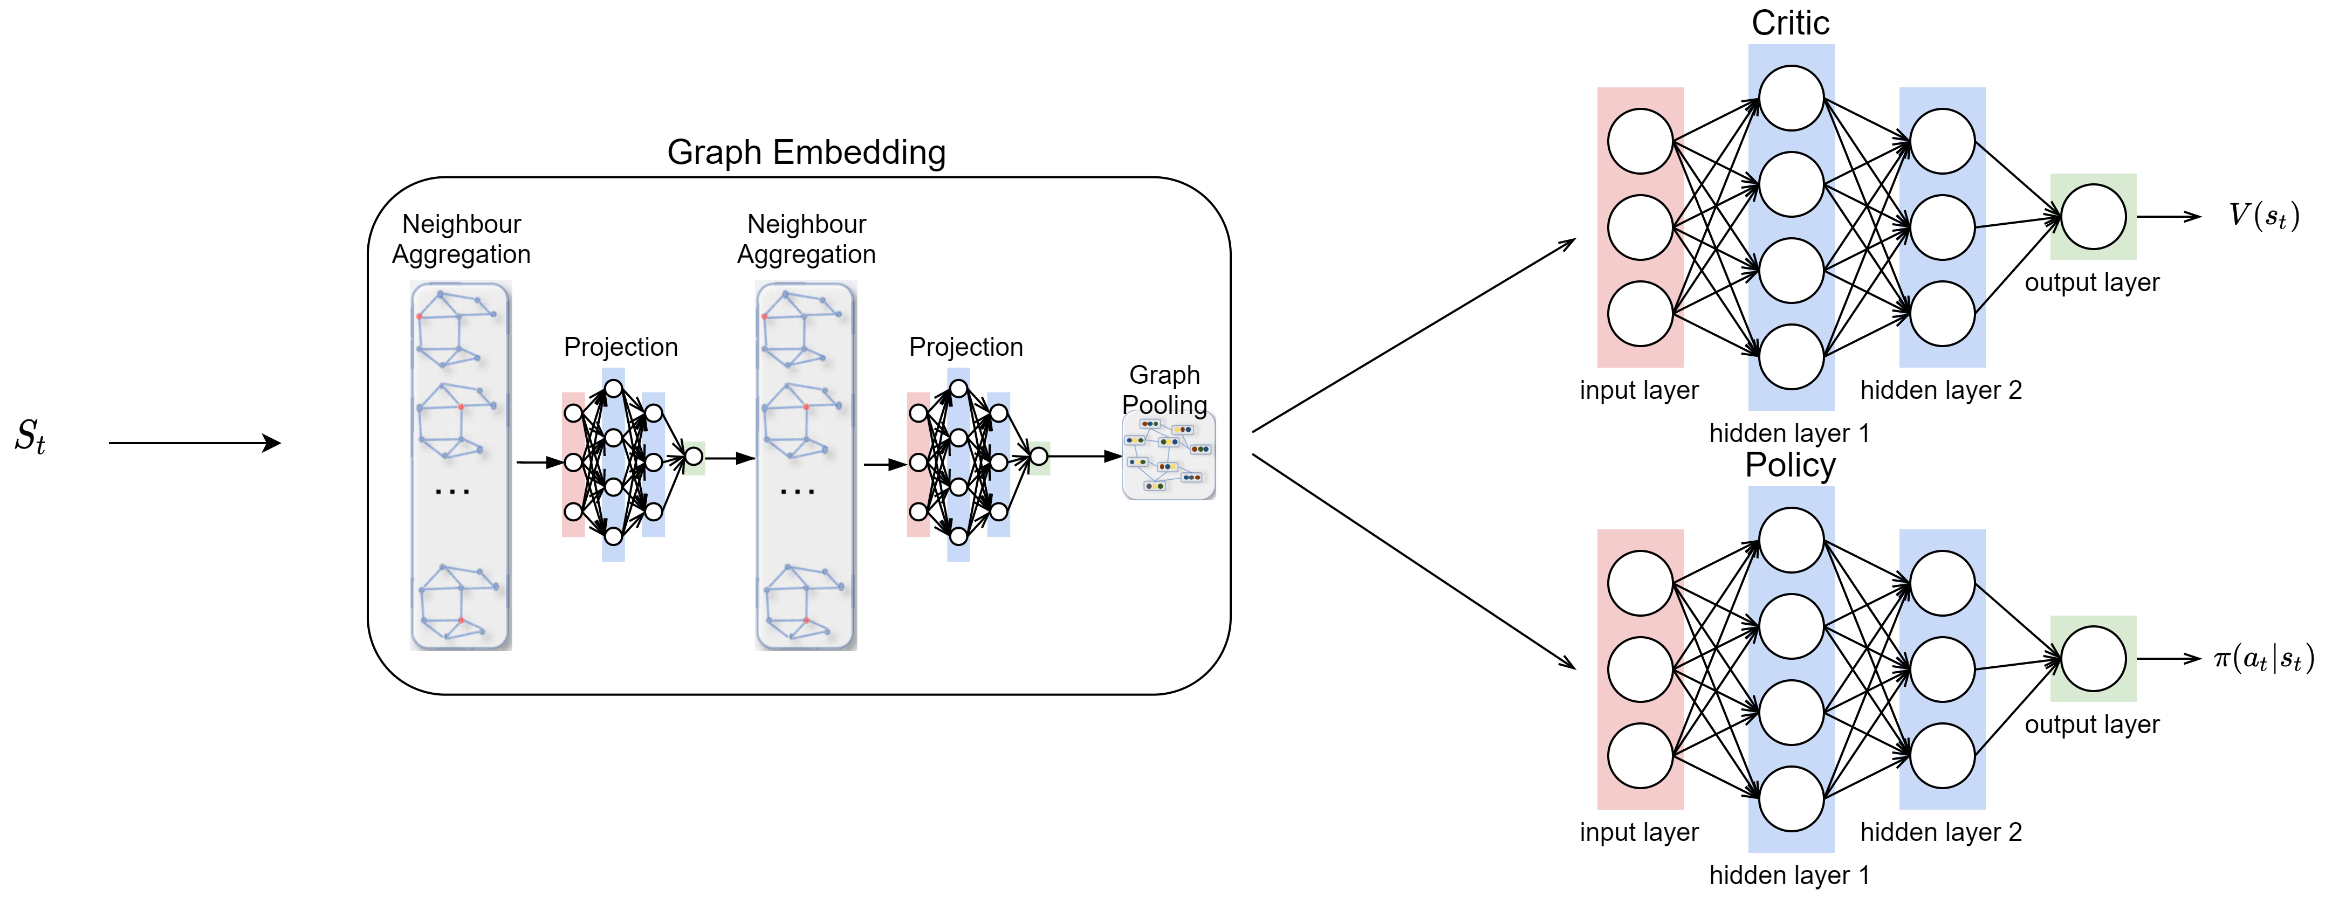 S_t
Graph Embedding
Neighbour
Aggregation
Projection
...
Neighbour
Aggregation
Projection
...
Graph
Pooling
Critic
input layer
hidden layer 1
hidden layer 2
output layer
V(s_t)
Policy
input layer
hidden layer 1
hidden layer 2
output layer
π(a_t|s_t)